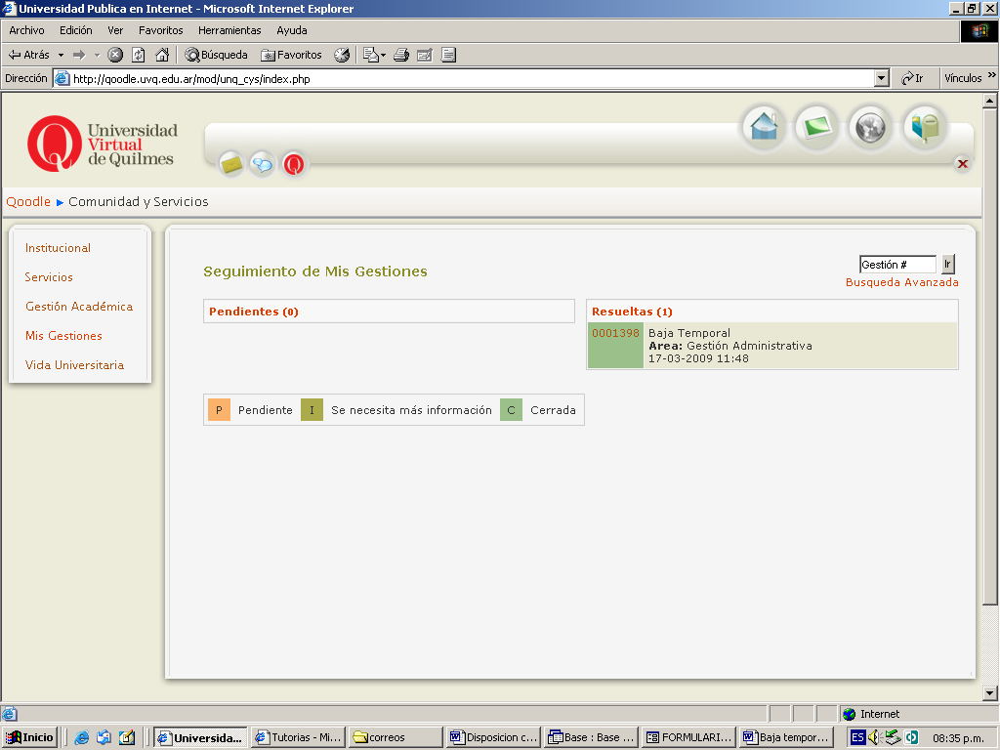 Universidad Publica en Internet - Microsoft Internet Explorer
Archivo Edición Ver Favoritos Herramientas Ayuda
Atrás Búsqueda Favoritos
Dirección http://qoodle.uvq.edu.ar/mod/unq_cys/index.php Ir Vínculos »
Universidad
Virtual
de Quilmes
Qoodle ► Comunidad y Servicios
Institucional
Servicios
Gestión Académica
Mis Gestiones
Vida Universitaria
Seguimiento de Mis Gestiones
Gestión # Ir
Busqueda Avanzada
Pendientes (0)
Resueltas (1)
0001398 Baja Temporal
Area: Gestión Administrativa
17-03-2009 11:48
P Pendiente I Se necesita más información C Cerrada
Internet
Inicio Universida... Tutorias - Mi... correos Disposicion c... Base : Base ... FORMULARI... Baja tempor... ES 08:35 p.m.